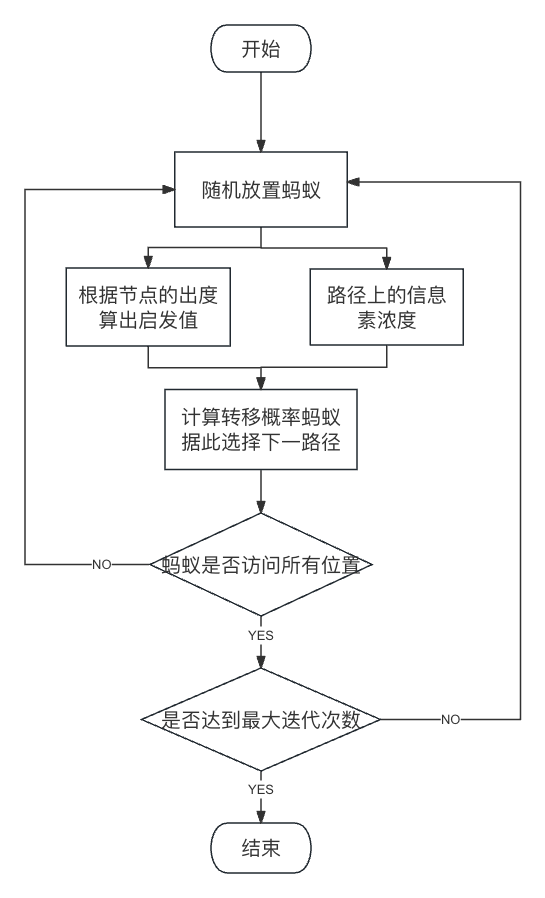 开始
随机放置蚂蚁
根据节点的出度
算出启发值
路径上的信息
素浓度
计算转移概率蚂蚁
据此选择下一路径
蚂蚁是否访问所有位置
NO
YES
是否达到最大迭代次数
NO
YES
结束